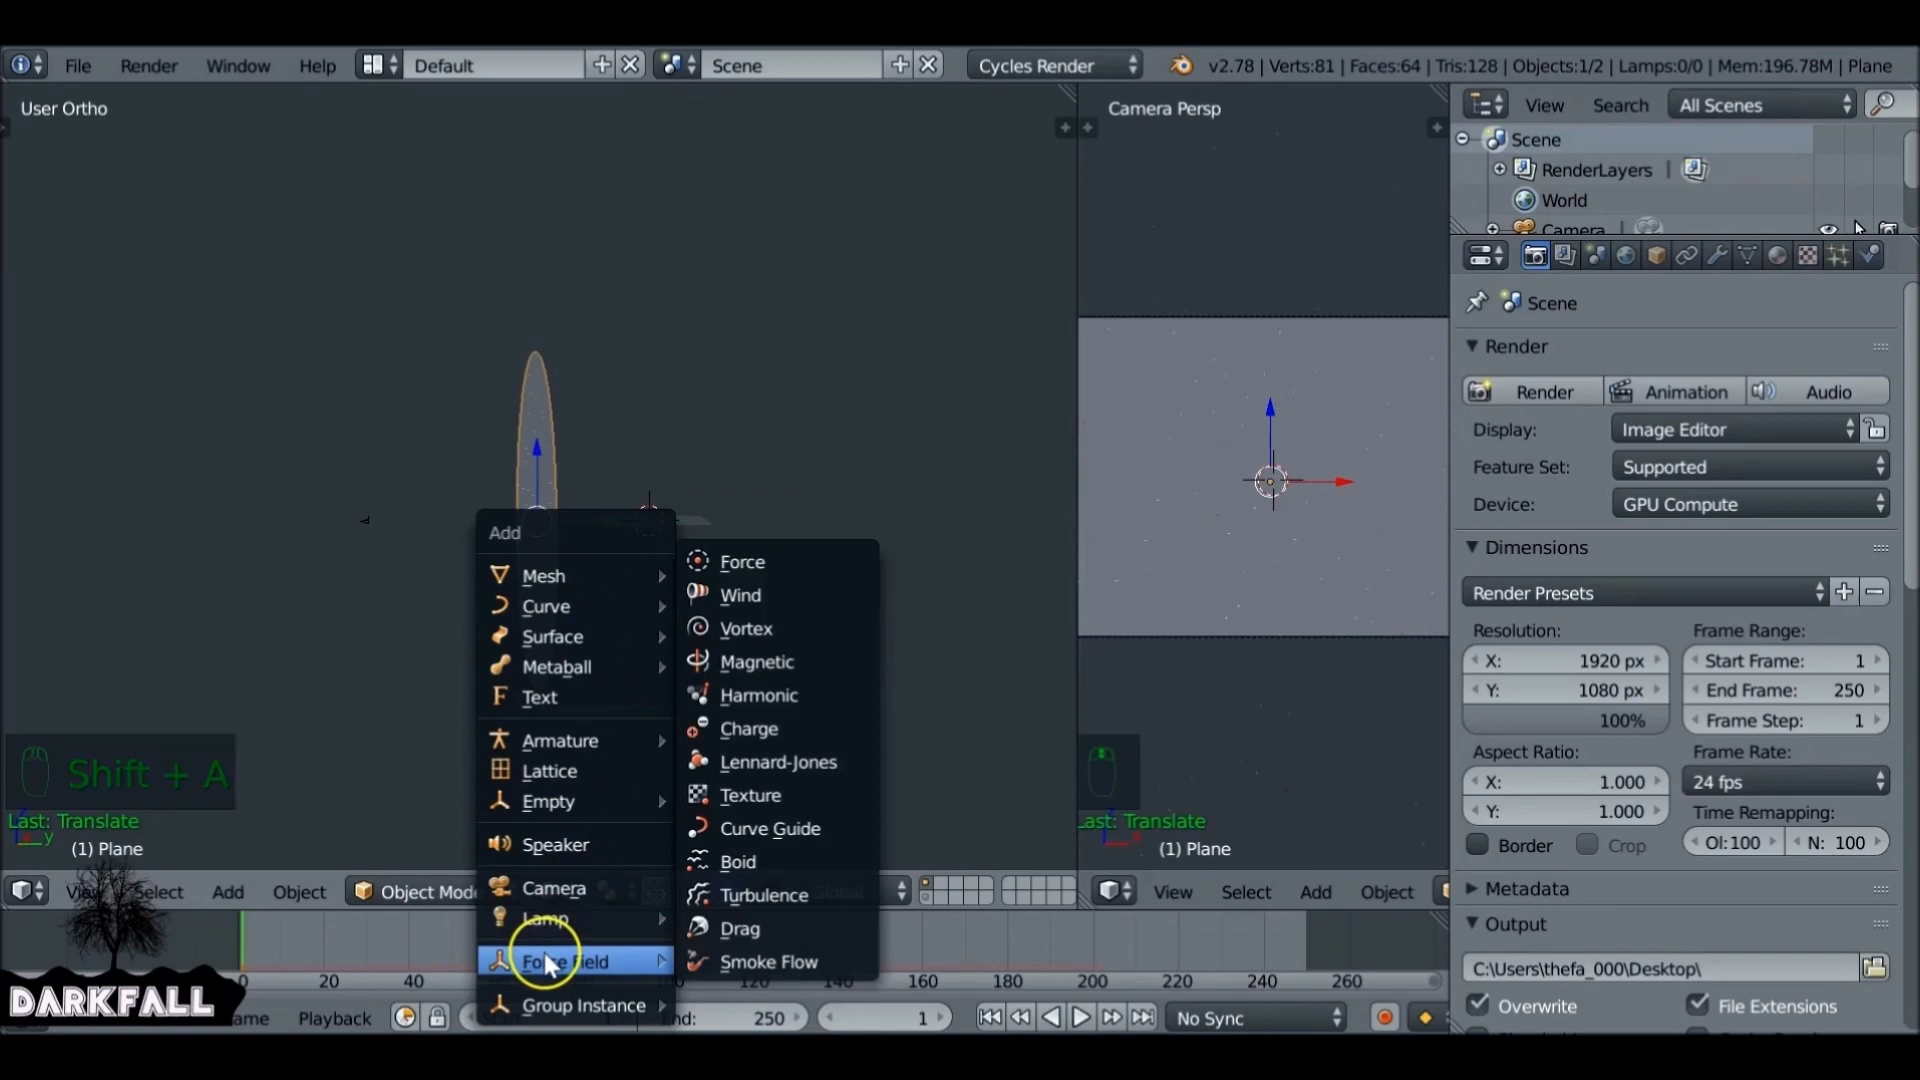 File Render Window Help Default Scene Cycles Render v2.78 | Verts:81 | Faces:64 | Tris:128 | Objects:1/2 | Lamps:0/0 | Mem:196.78M | Plane
User Ortho
Camera Persp
View Search All Scenes
Scene
RenderLayers |
World
Camera |
Scene
Render
Render Animation Audio
Display: Image Editor
Feature Set: Supported
Device: GPU Compute
Dimensions
Render Presets
Resolution: Frame Range:
X: 1920 px Start Frame: 1
Y: 1080 px End Frame: 250
100% Frame Step: 1
Aspect Ratio: Frame Rate:
X: 1.000 24 fps
Y: 1.000 Time Remapping:
Border Crop Ol:100 N: 100
Metadata
Output
C:\Users\thefa_000\Desktop\
Overwrite File Extensions
Add
Mesh
Curve
Surface
Metaball
Text
Armature
Lattice
Empty
Speaker
Camera
Lamp
Force Field
Group Instance
Force
Wind
Vortex
Magnetic
Harmonic
Charge
Lennard-Jones
Texture
Curve Guide
Boid
Turbulence
Drag
Smoke Flow
Shift + A
Last: Translate
z
y
(1) Plane
Last: Translate
(1) Plane
Select Add Object Object Mode Global
View Select Add Object
20 40 120 140 160 180 200 220 240 260
Playback End: 250 1 No Sync
DARKFALL